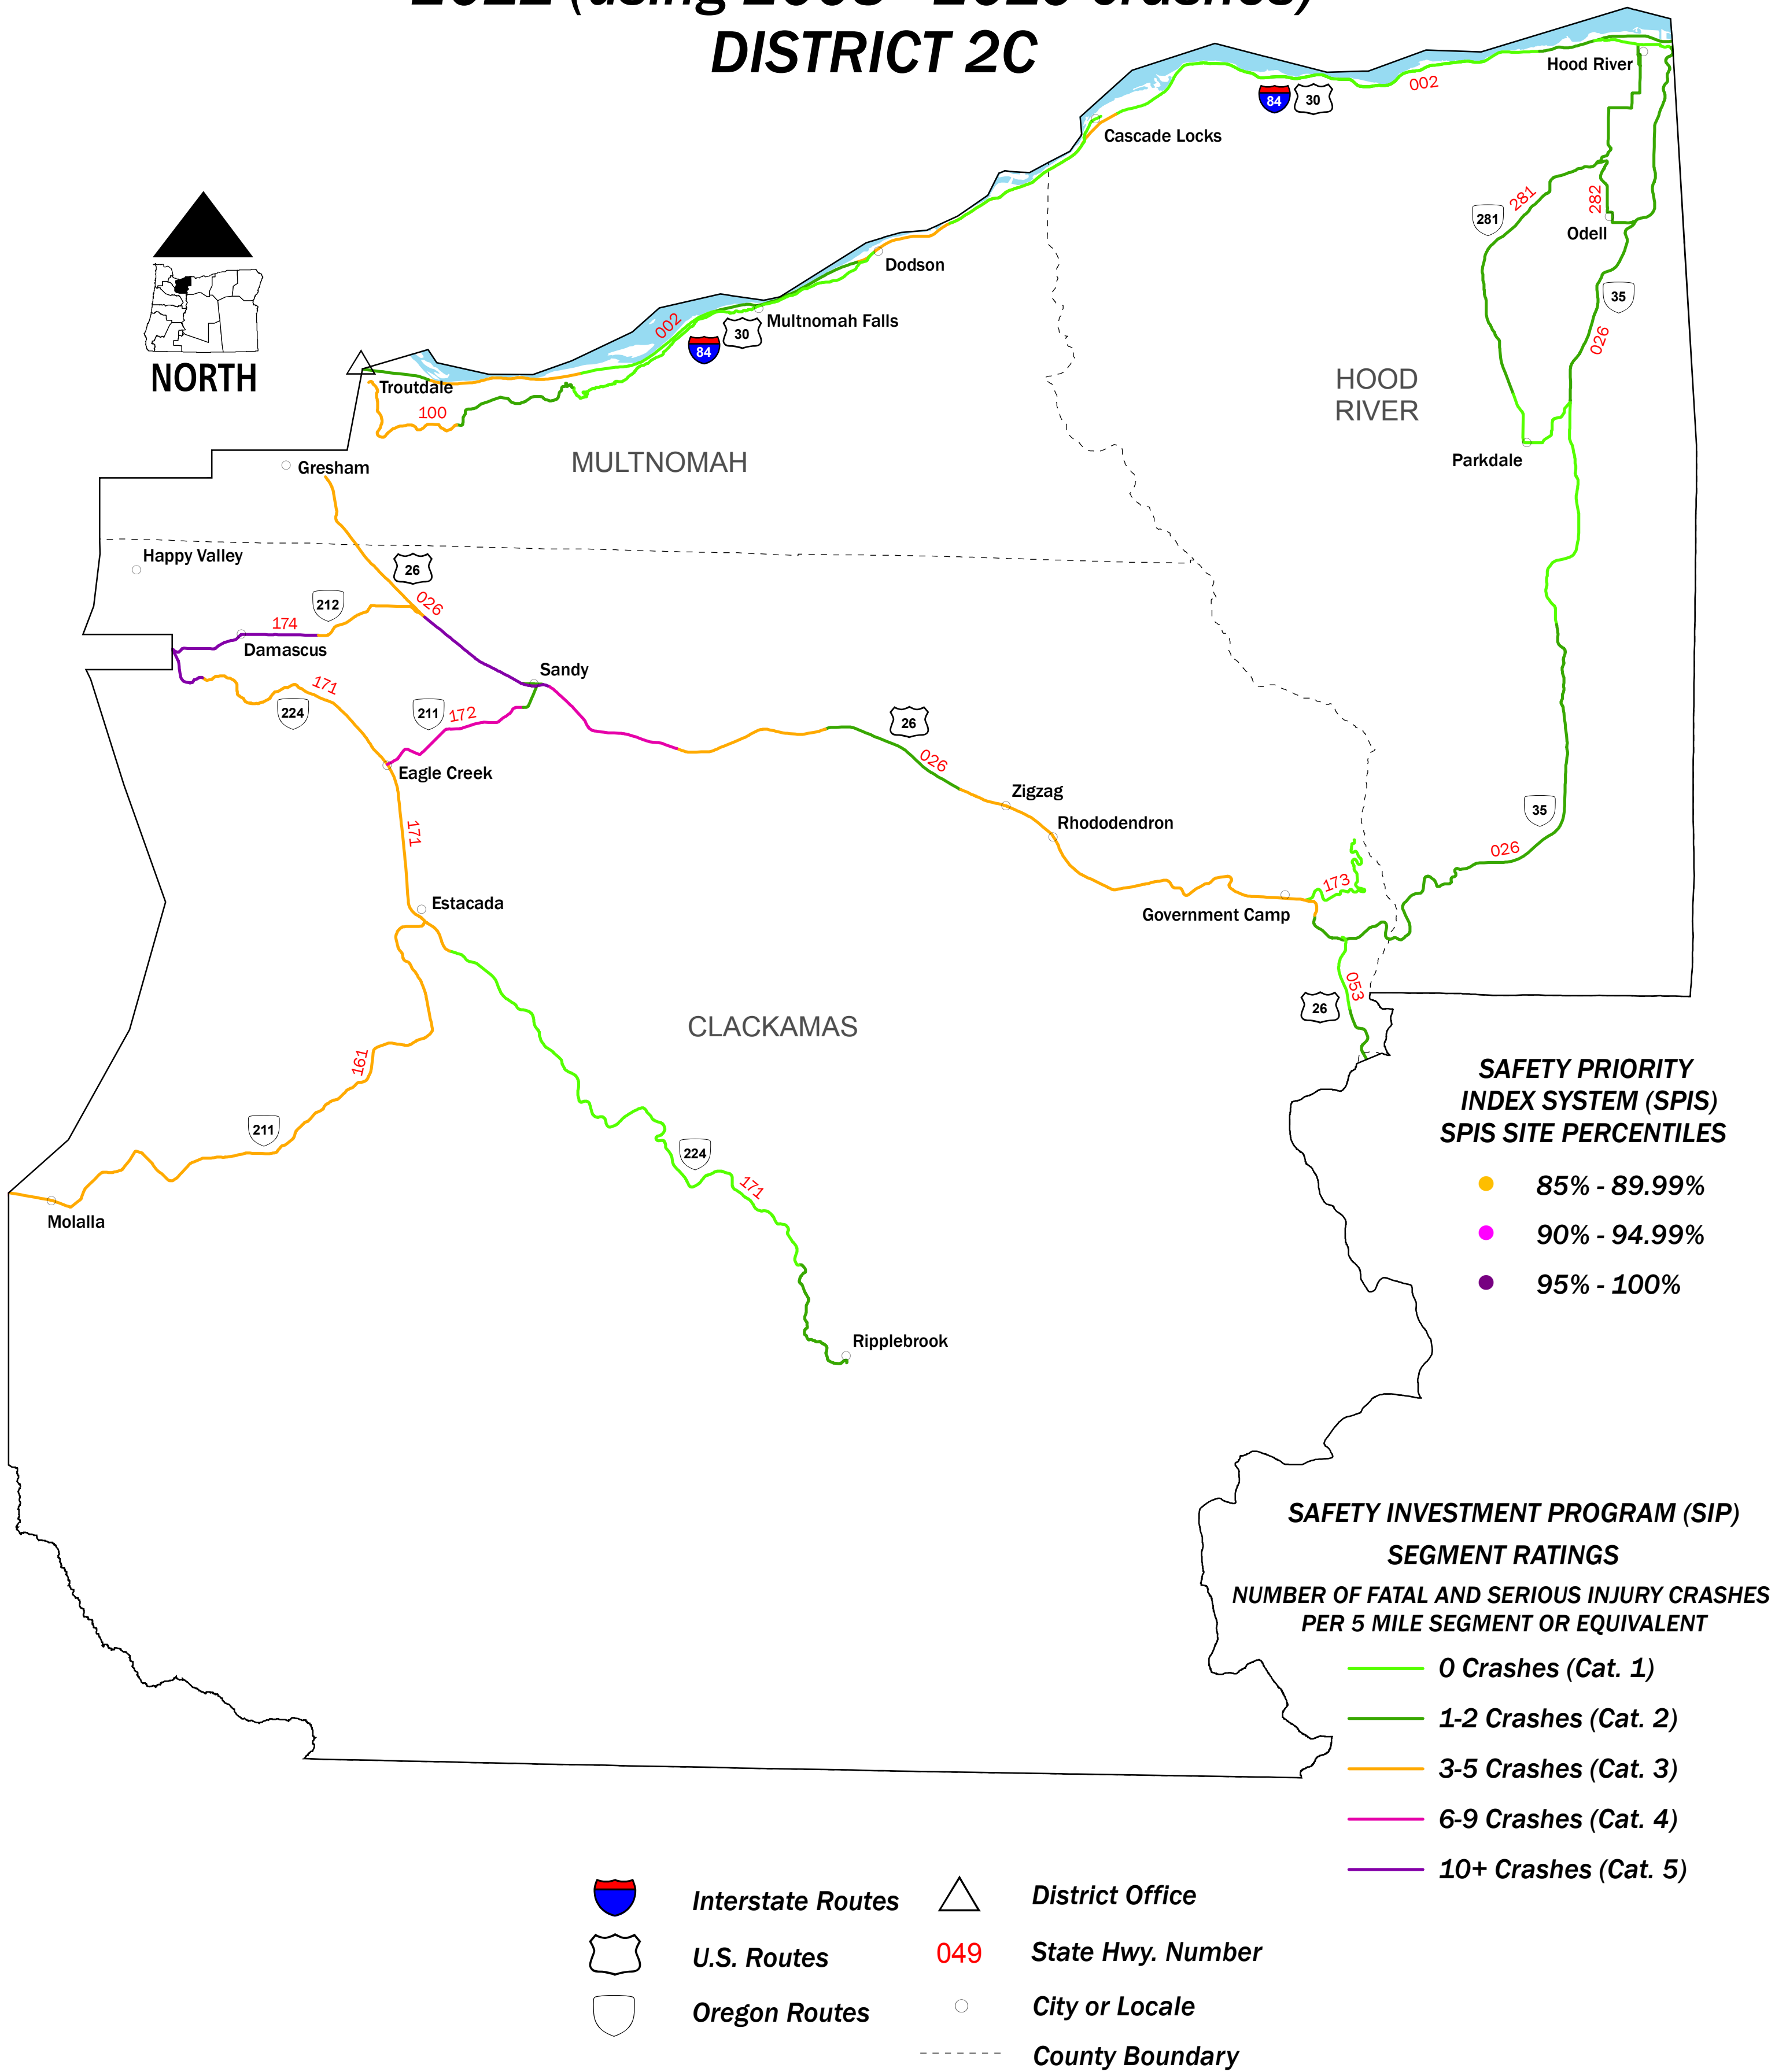 DISTRICT 2C
Hood River
002
84
30
Cascade Locks
281
282
281
Odell
Dodson
35
002
30
Multnomah Falls
84
026
NORTH
Troutdale
HOOD
RIVER
100
MULTNOMAH
Parkdale
Gresham
Happy Valley
26
212
026
174
Damascus
Sandy
171
224
211
172
26
026
Eagle Creek
Zigzag
Rhododendron
35
171
026
173
Estacada
Government Camp
053
26
CLACKAMAS
161
211
224
171
Molalla
Ripplebrook
SAFETY PRIORITY
INDEX SYSTEM (SPIS)
SPIS SITE PERCENTILES
85% - 89.99%
90% - 94.99%
95% - 100%
SAFETY INVESTMENT PROGRAM (SIP)
SEGMENT RATINGS
NUMBER OF FATAL AND SERIOUS INJURY CRASHES
PER 5 MILE SEGMENT OR EQUIVALENT
0 Crashes (Cat. 1)
1-2 Crashes (Cat. 2)
3-5 Crashes (Cat. 3)
6-9 Crashes (Cat. 4)
10+ Crashes (Cat. 5)
Interstate Routes
District Office
U.S. Routes
049
State Hwy. Number
Oregon Routes
City or Locale
County Boundary